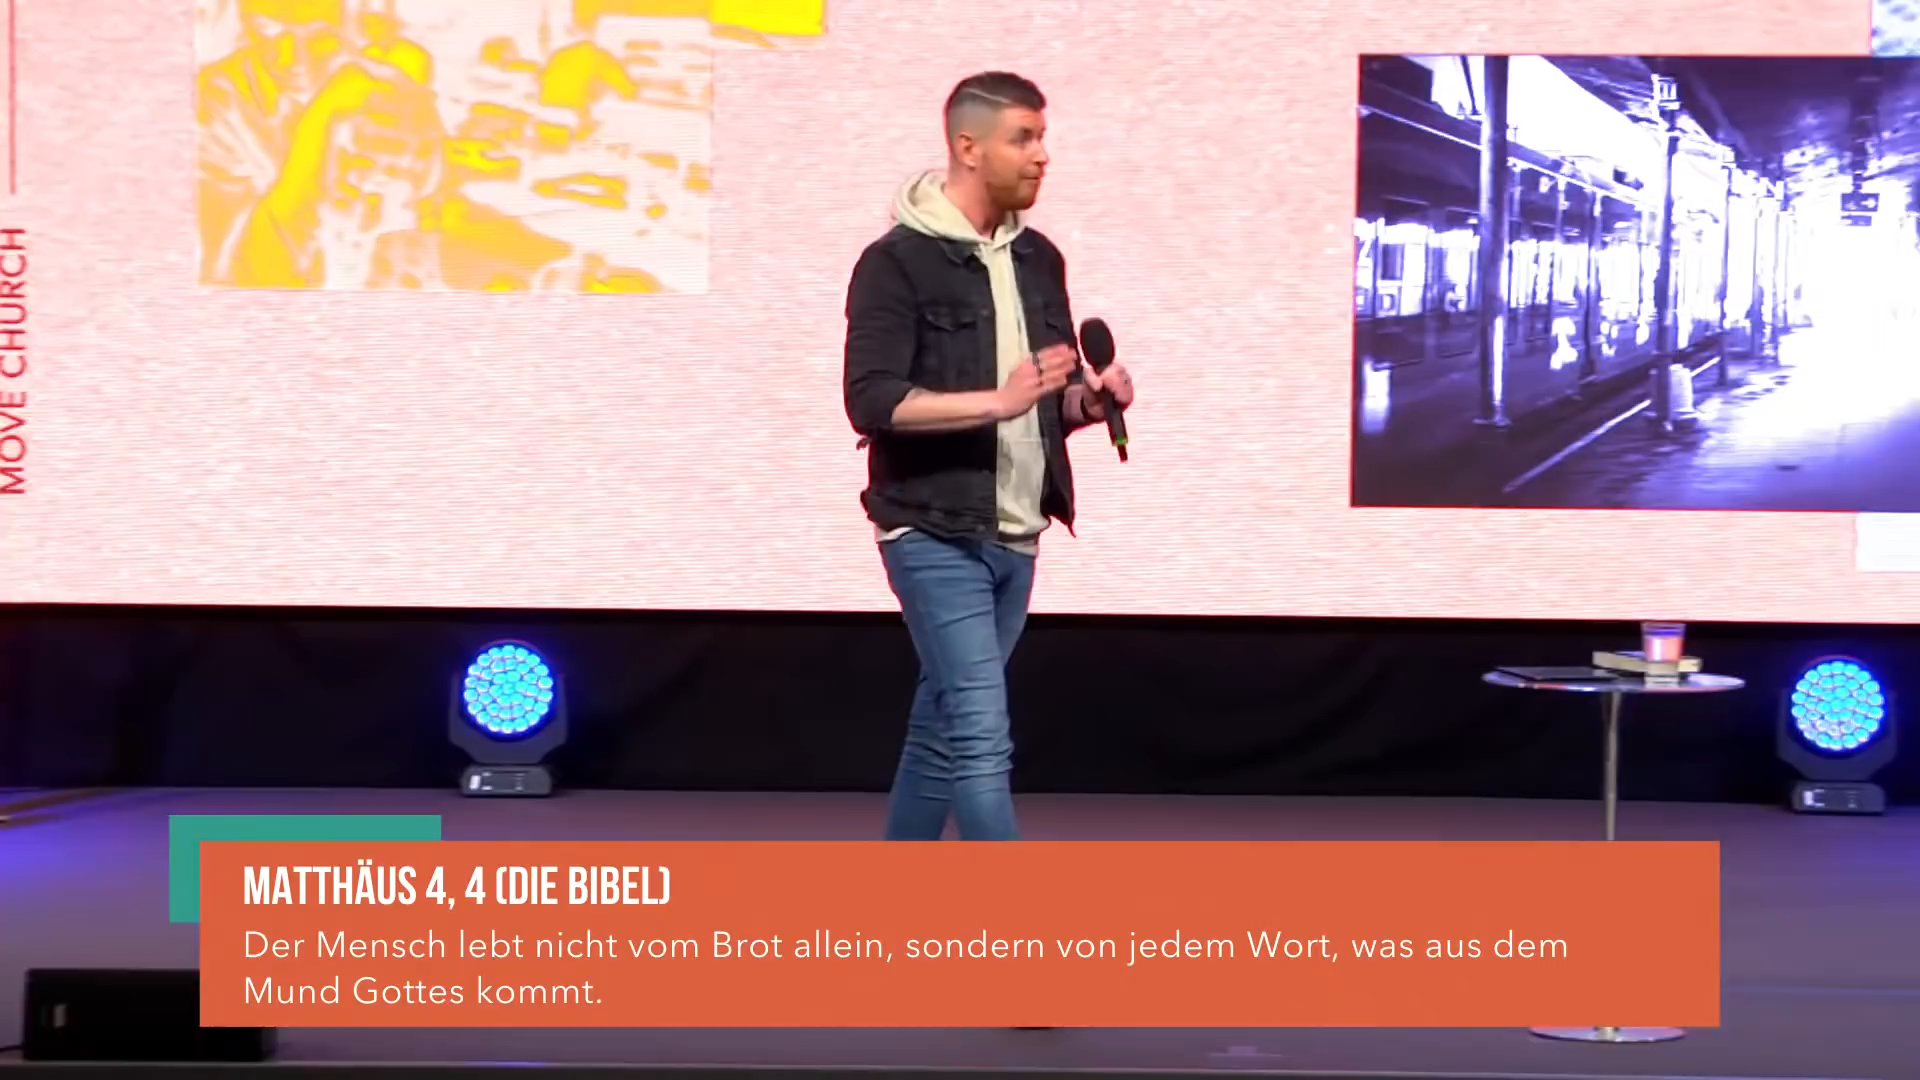 MOVE CHURCH
MATTHÄUS 4, 4 (DIE BIBEL)
Der Mensch lebt nicht vom Brot allein, sondern von jedem Wort, was aus dem
Mund Gottes kommt.